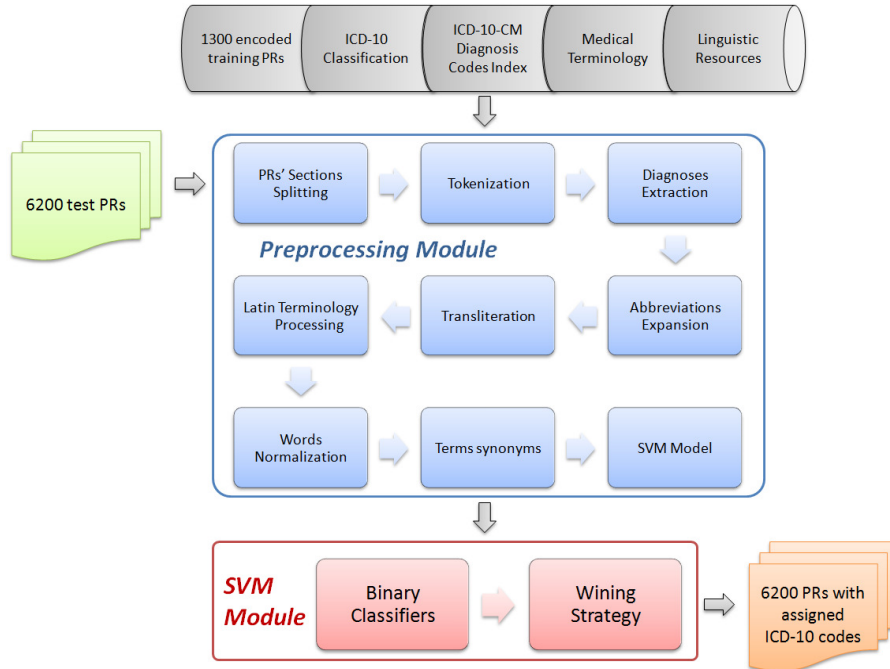 1300 encoded
training PRs
ICD-10
Classification
ICD-10-CM
Diagnosis
Codes Index
Medical
Terminology
Linguistic
Resources
6200 test PRs
PRs' Sections
Splitting
Tokenization
Diagnoses
Extraction
Preprocessing Module
Latin Terminology
Processing
Transliteration
Abbreviations
Expansion
Words
Normalization
Terms synonyms
SVM Model
SVM
Module
Binary
Classifiers
Wining
Strategy
6200 PRs with
assigned
ICD-10 codes